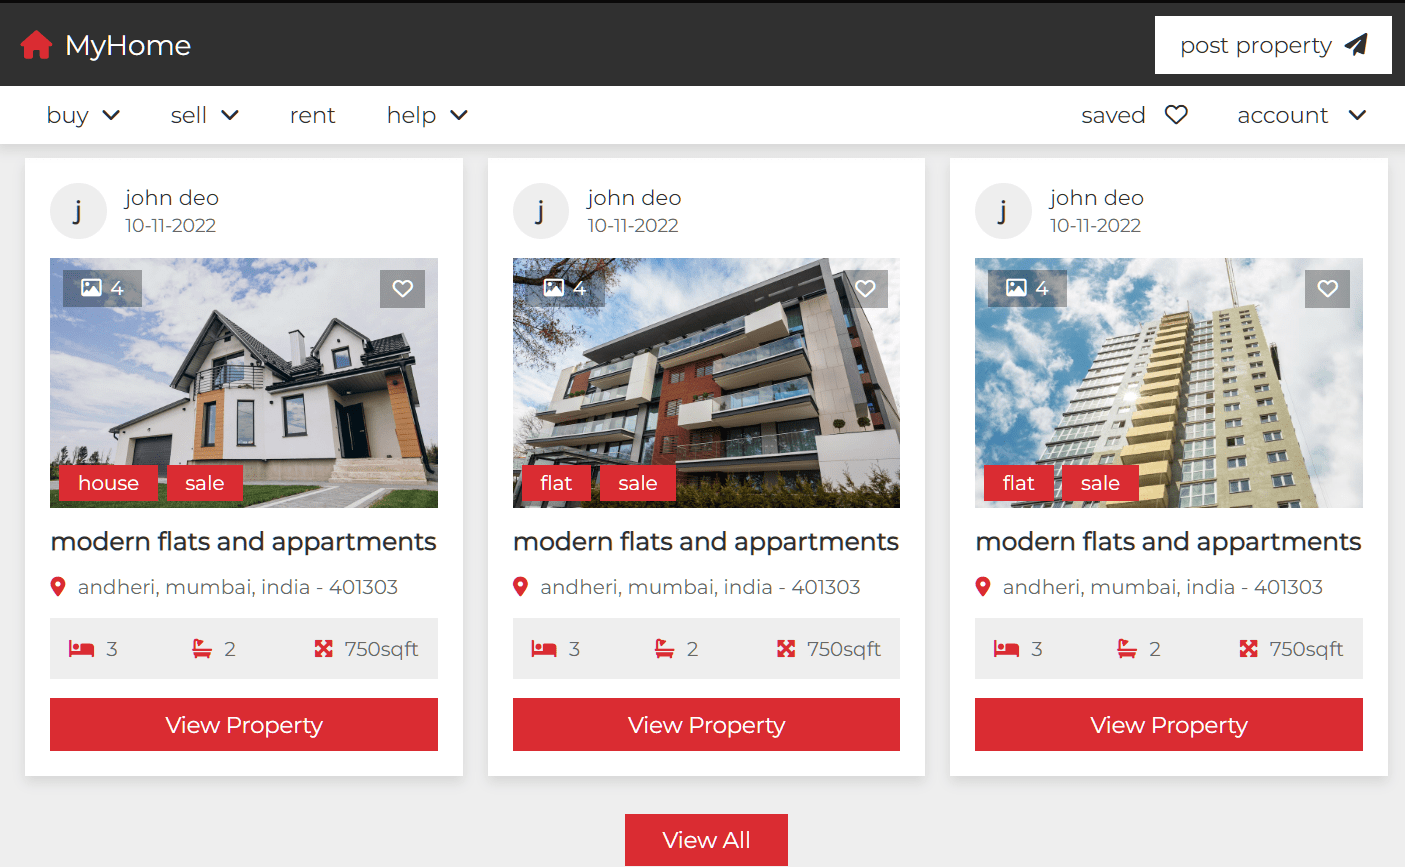 MyHome
post property
buy
sell
rent
help
saved
account
j
john deo
10-11-2022
4
house
sale
modern flats and appartments
andheri, mumbai, india - 401303
3
2
750sqft
View Property
j
john deo
10-11-2022
4
flat
sale
modern flats and appartments
andheri, mumbai, india - 401303
3
2
750sqft
View Property
j
john deo
10-11-2022
4
flat
sale
modern flats and appartments
andheri, mumbai, india - 401303
3
2
750sqft
View Property
View All